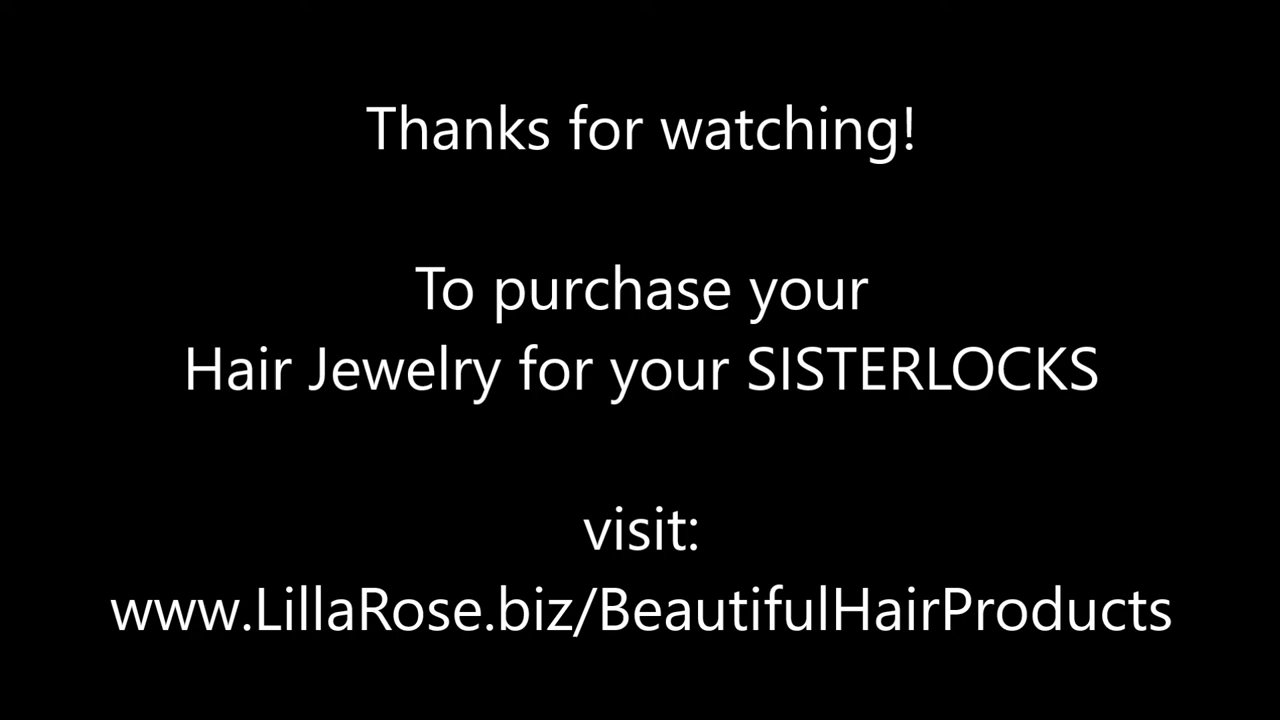 Thanks for watching!
To purchase your
Hair Jewelry for your SISTERLOCKS
visit:
www.LillaRose.biz/BeautifulHairProducts